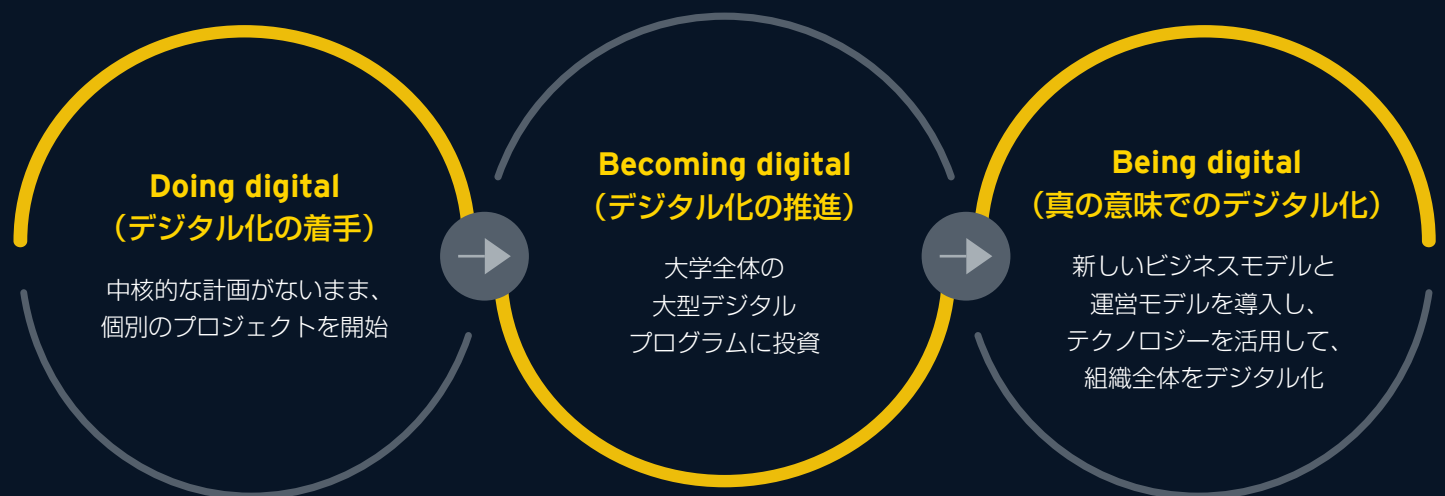 Doing digital
（デジタル化の着手）
中核的な計画がないまま、
個別のプロジェクトを開始
Becoming digital
（デジタル化の推進）
大学全体の
大型デジタル
プログラムに投資
Being digital
（真の意味でのデジタル化）
新しいビジネスモデルと
運営モデルを導入し、
テクノロジーを活用して、
組織全体をデジタル化